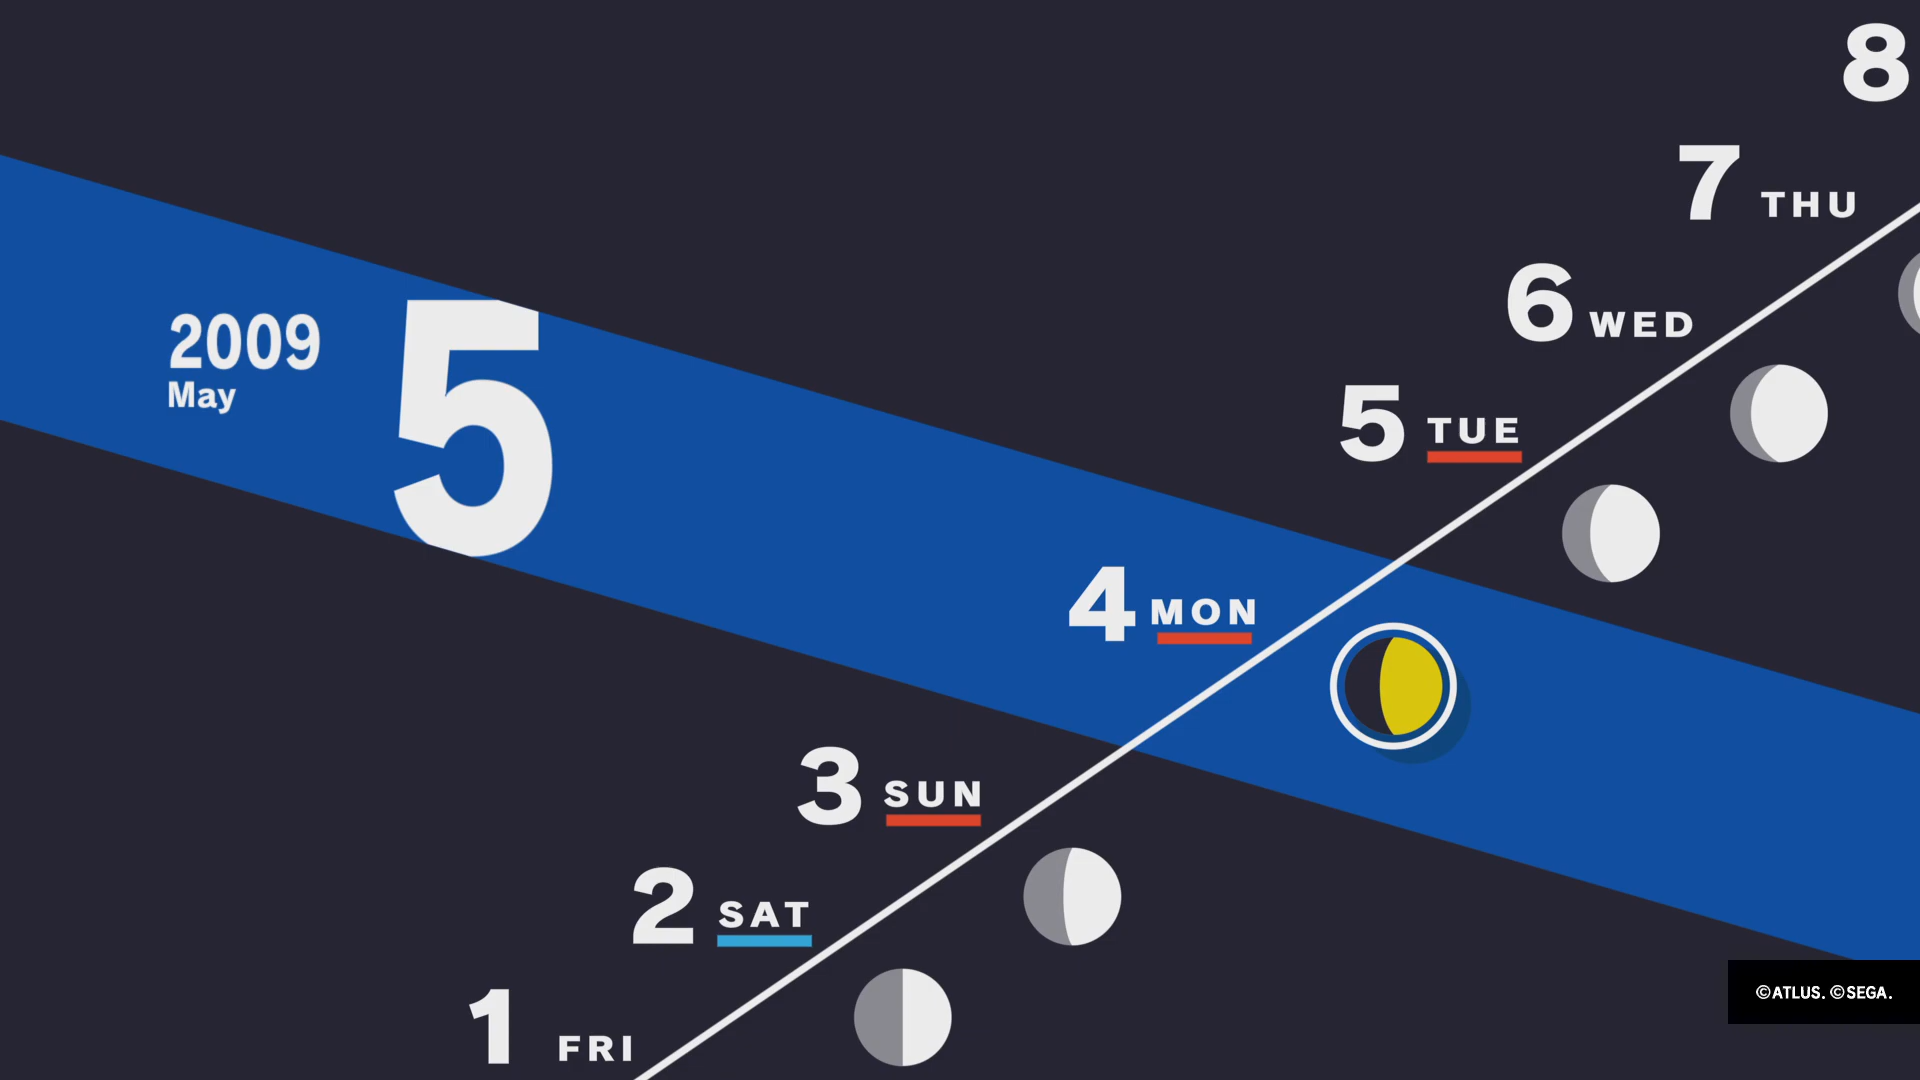 2009
May
5
8
7 THU
6 WED
5 TUE
4 MON
3 SUN
2 SAT
1 FRI
©ATLUS. ©SEGA.